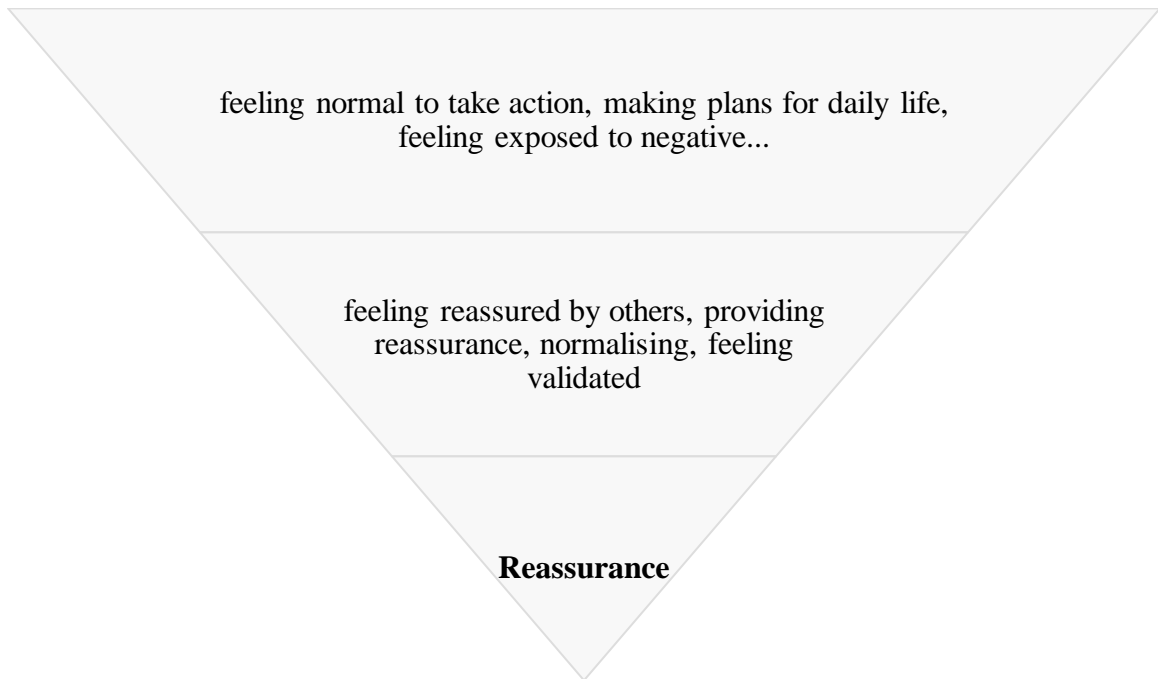 feeling normal to take action, making plans for daily life,
feeling exposed to negative...
feeling reassured by others, providing
reassurance, normalising, feeling
validated
Reassurance